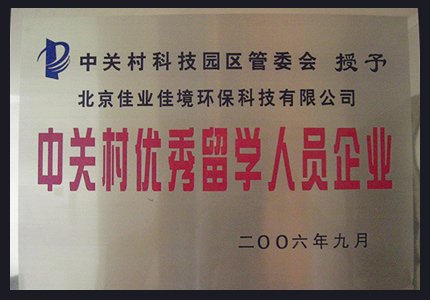 中关村科技园区管委会 授予
北京佳业佳境环保科技有限公司
中关村优秀留学人员企业
二〇〇六年九月